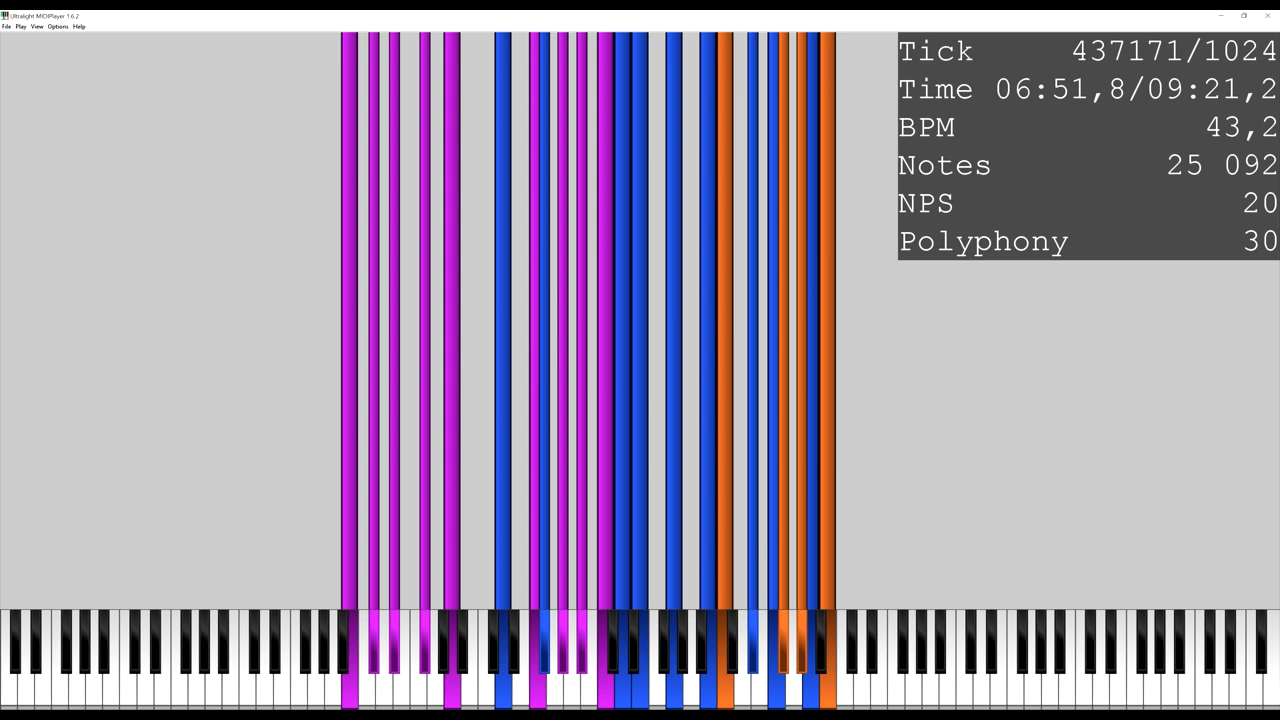 Ultralight MIDIPlayer 1.6.2
File Play View Options Help
Tick 437171/1024
Time 06:51,8/09:21,2
BPM 43,2
Notes 25 092
NPS 20
Polyphony 30